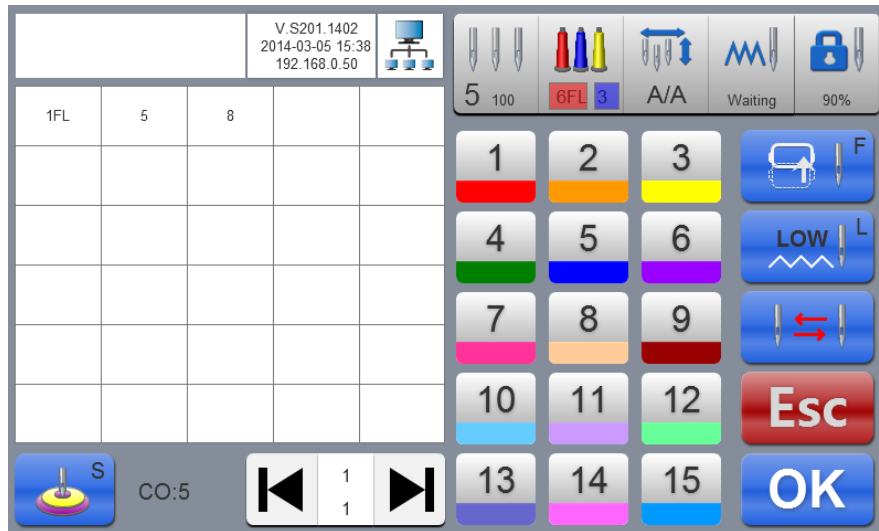 V.S201.1402
2014-03-05 15:38
192.168.0.50
5 100
6FL 3
A/A
Waiting
90%
1FL 5 8
1 2 3
F
4 5 6
LOW L
7 8 9
10 11 12
Esc
S
CO:5
1
1
13 14 15
OK